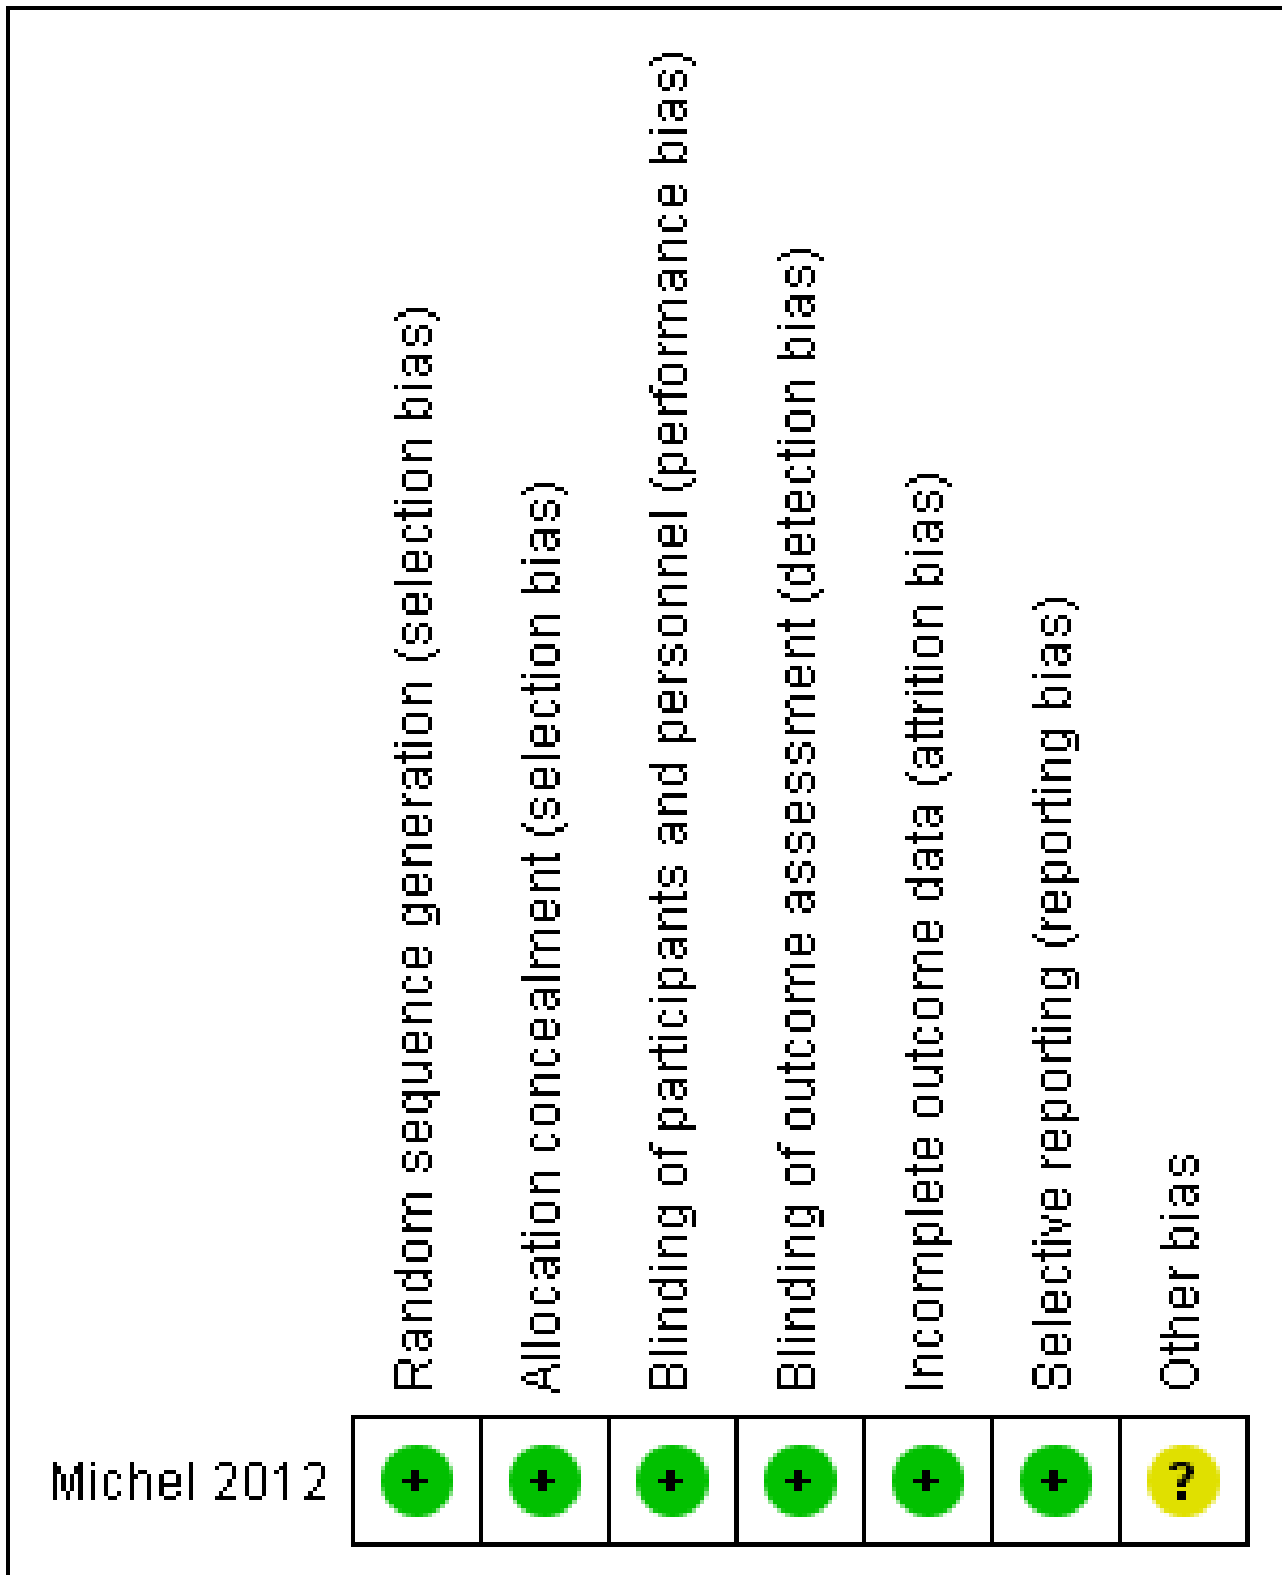 Random sequence generation (selection bias)
Allocation concealment (selection bias)
Blinding of participants and personnel (performance bias)
Blinding of outcome assessment (detection bias)
Incomplete outcome data (attrition bias)
Selective reporting (reporting bias)
Other bias
Michel 2012 + + + + + + ?